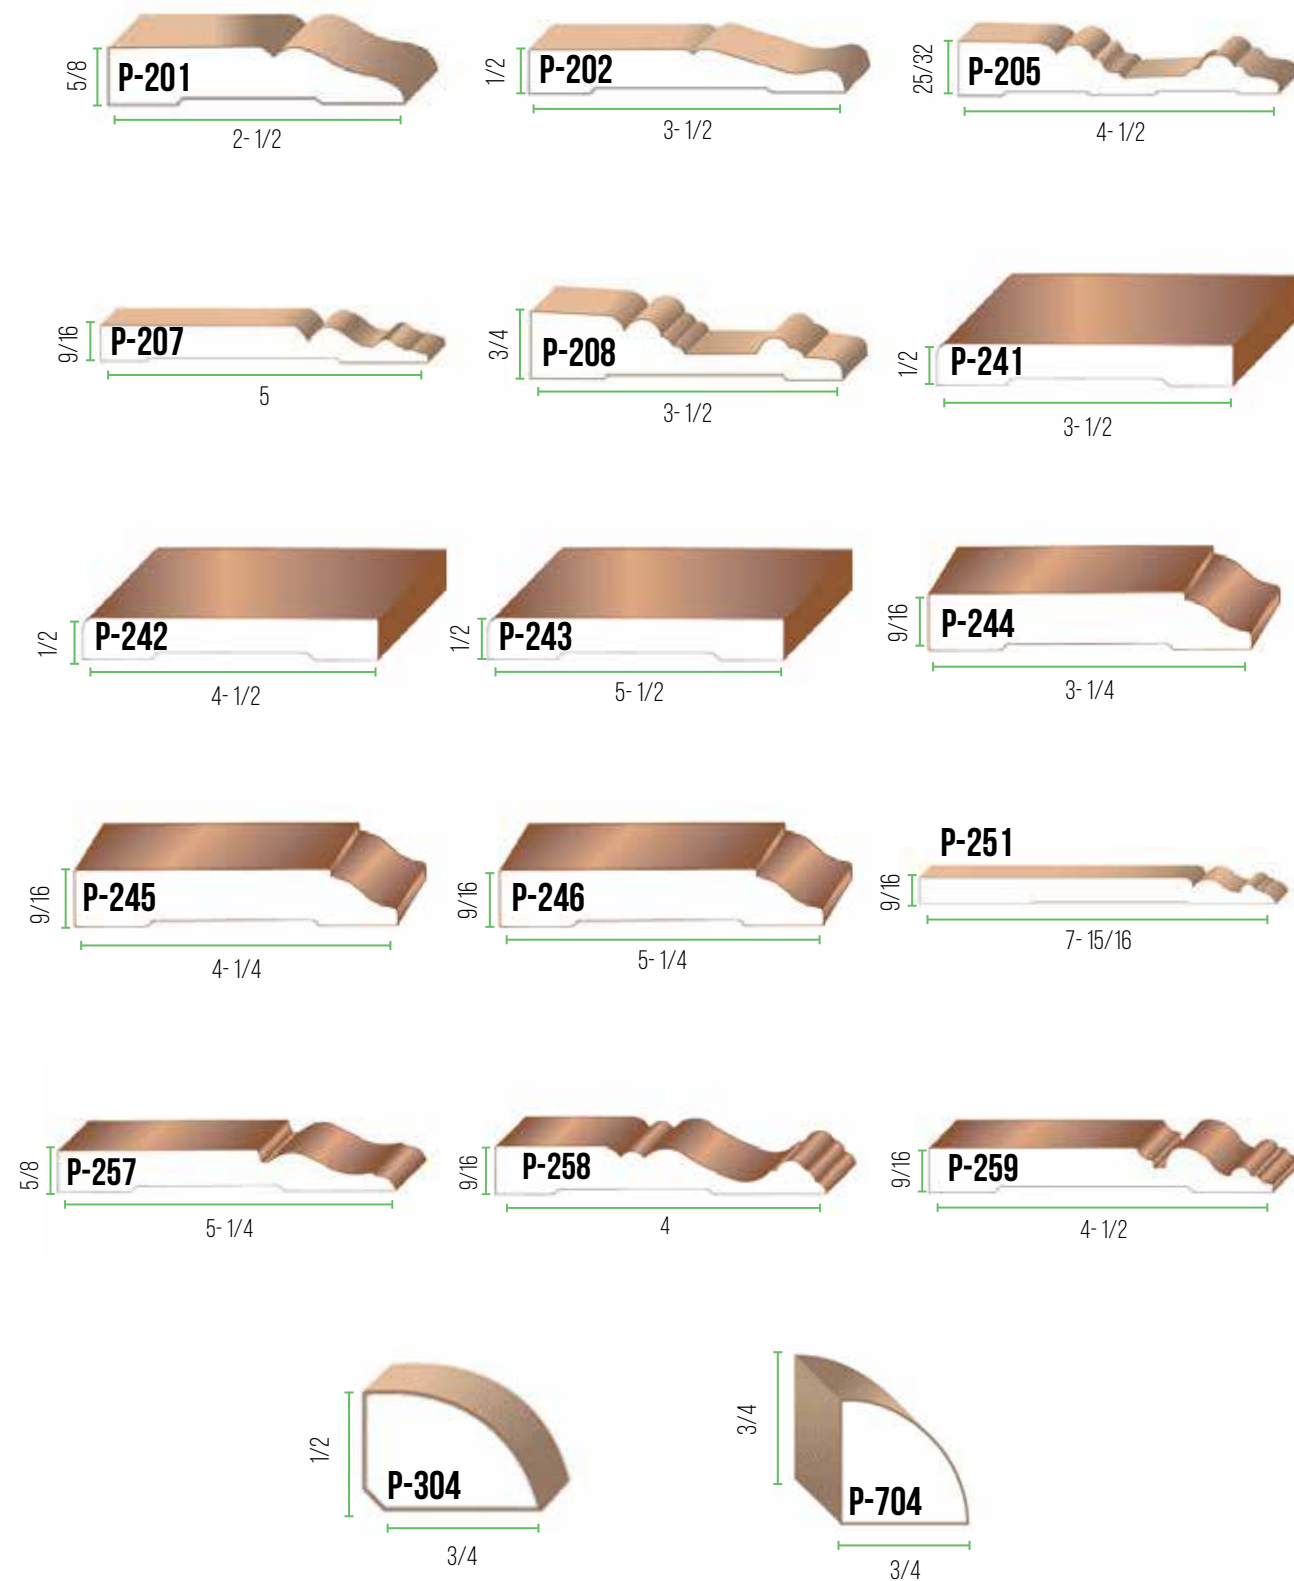 5/8
P-201
2- 1/2
1/2
P-202
3- 1/2
25/32
P-205
4- 1/2
9/16
P-207
5
3/4
P-208
3- 1/2
1/2
P-241
3- 1/2
1/2
P-242
4- 1/2
1/2
P-243
5- 1/2
9/16
P-244
3- 1/4
9/16
P-245
4- 1/4
9/16
P-246
5- 1/4
P-251
9/16
7- 15/16
5/8
P-257
5- 1/4
9/16
P-258
4
9/16
P-259
4- 1/2
1/2
P-304
3/4
3/4
P-704
3/4